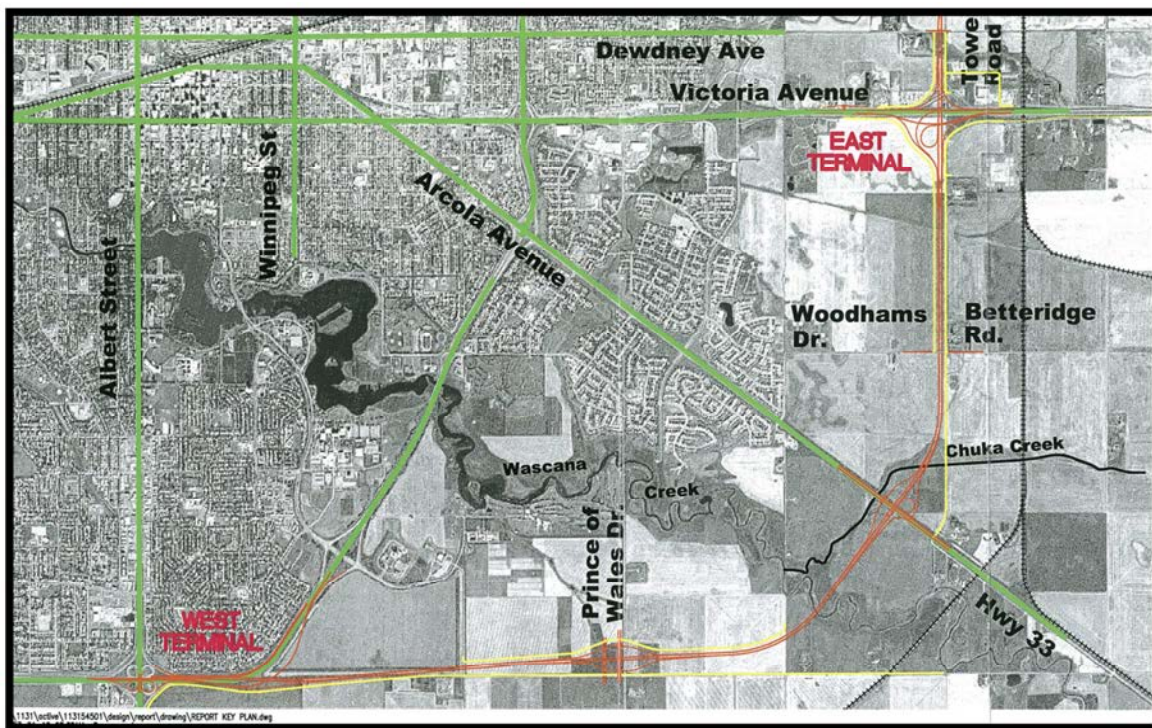 Dewdney Ave
Towe
Road
Victoria Avenue
EAST
TERMINAL
Winnipeg St
Arcola Avenue
Albert Street
Woodhams
Dr.
Betteridge
Rd.
Chuka Creek
Wascana
Creek
Prince of
Wales Dr.
WEST
TERMINAL
Hwy 33
\1131\active\113154501\design\report\drawing\REPORT KEY PLAN.dwg